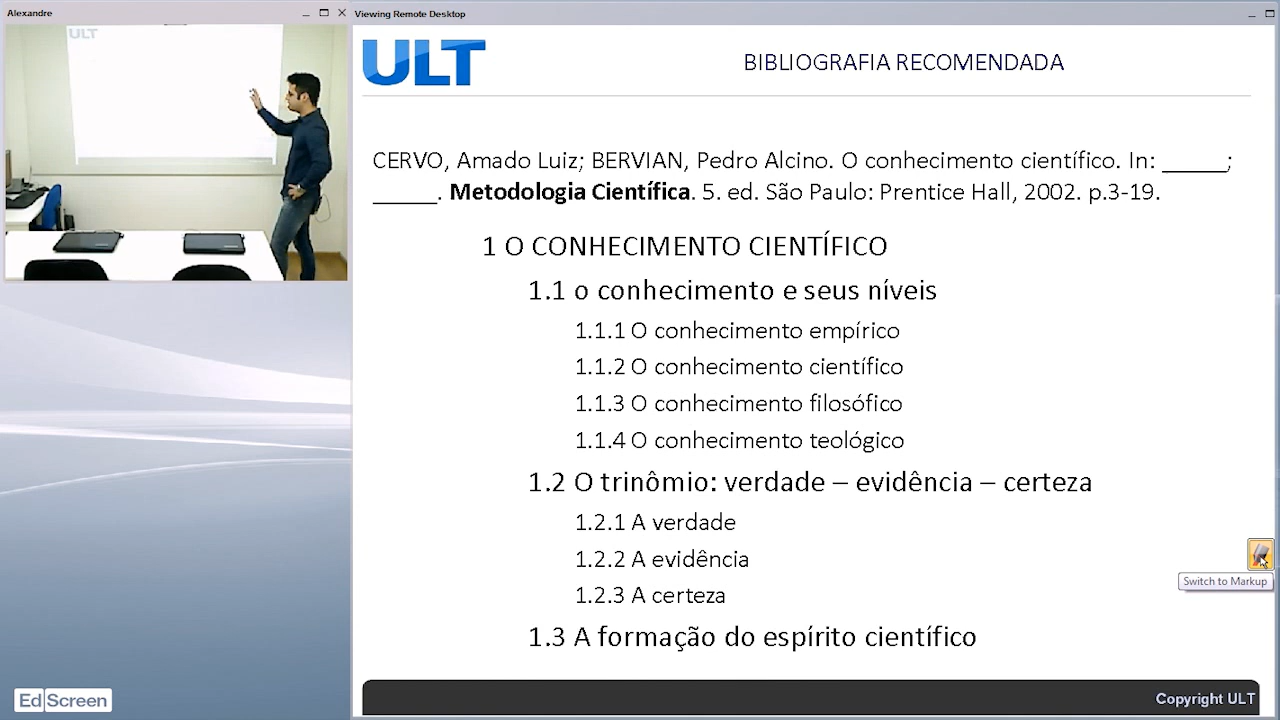 Alexandre
Viewing Remote Desktop
ULT
ULT
BIBLIOGRAFIA RECOMENDADA
CERVO, Amado Luiz; BERVIAN, Pedro Alcino. O conhecimento científico. In: ______;
______. Metodologia Científica. 5. ed. São Paulo: Prentice Hall, 2002. p.3-19.
1 O CONHECIMENTO CIENTÍFICO
1.1 o conhecimento e seus níveis
1.1.1 O conhecimento empírico
1.1.2 O conhecimento científico
1.1.3 O conhecimento filosófico
1.1.4 O conhecimento teológico
1.2 O trinômio: verdade – evidência – certeza
1.2.1 A verdade
1.2.2 A evidência
1.2.3 A certeza
1.3 A formação do espírito científico
Switch to Markup
Ed Screen
Copyright ULT